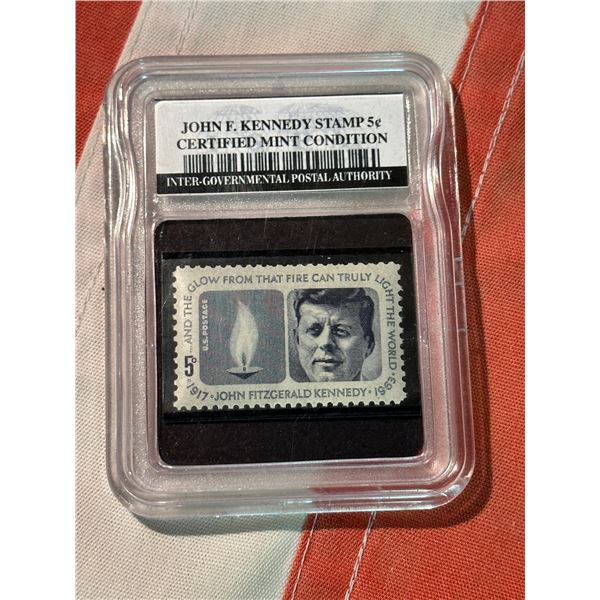 JOHN F. KENNEDY STAMP 5¢
CERTIFIED MINT CONDITION
INTER-GOVERNMENTAL POSTAL AUTHORITY
...AND THE GLOW FROM THAT FIRE CAN TRULY LIGHT THE WORLD
U.S. POSTAGE
5¢
1917 · JOHN FITZGERALD KENNEDY · 1963